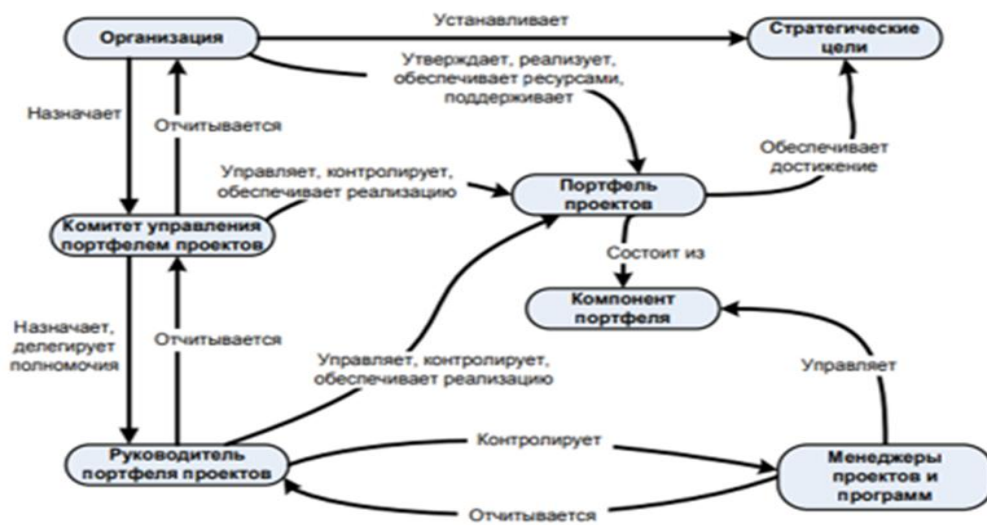 Организация
Устанавливает
Стратегические
цели
Утверждает, реализует,
обеспечивает ресурсами,
поддерживает
Назначает
Отчитывается
Обеспечивает
достижение
Управляет, контролирует,
обеспечивает реализацию
Портфель
проектов
Комитет управления
портфелем проектов
Состоит из
Компонент
портфеля
Назначает,
делегирует
полномочия
Отчитывается
Управляет, контролирует,
обеспечивает реализацию
Управляет
Руководитель
портфеля проектов
Контролирует
Менеджеры
проектов и
программ
Отчитывается